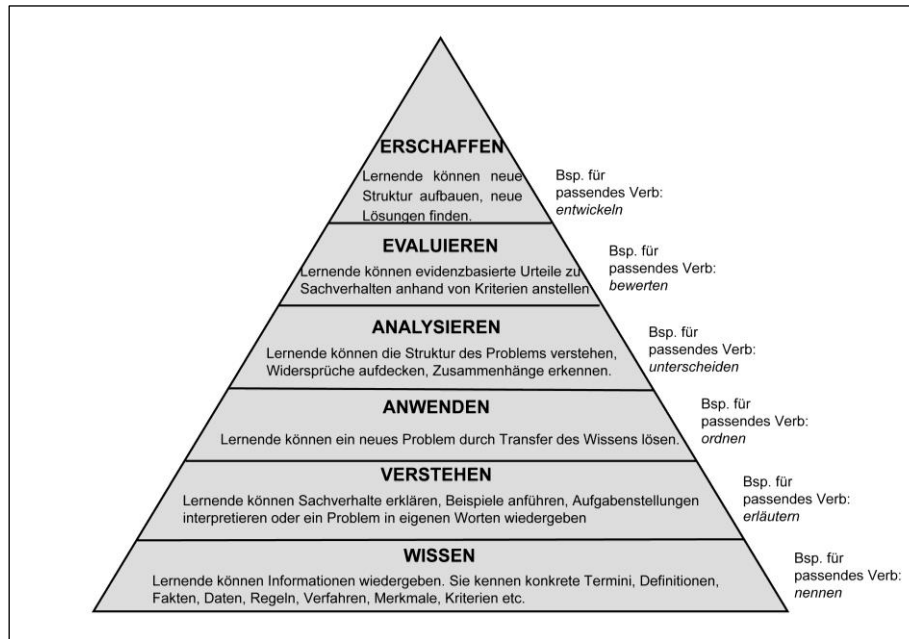 ERSCHAFFEN
Lernende können neue
Struktur aufbauen, neue
Lösungen finden.
Bsp. für
passendes Verb:
entwickeln
EVALUIEREN
Lernende können evidenzbasierte Urteile zu
Sachverhalten anhand von Kriterien anstellen
Bsp. für
passendes Verb:
bewerten
ANALYSIEREN
Lernende können die Struktur des Problems verstehen,
Widersprüche aufdecken, Zusammenhänge erkennen.
Bsp. für
passendes Verb:
unterscheiden
ANWENDEN
Lernende können ein neues Problem durch Transfer des Wissens lösen.
Bsp. für
passendes Verb:
ordnen
VERSTEHEN
Lernende können Sachverhalte erklären, Beispiele anführen, Aufgabenstellungen
interpretieren oder ein Problem in eigenen Worten wiedergeben
Bsp. für
passendes Verb:
erläutern
WISSEN
Lernende können Informationen wiedergeben. Sie kennen konkrete Termini, Definitionen,
Fakten, Daten, Regeln, Verfahren, Merkmale, Kriterien etc.
Bsp. für
passendes Verb:
nennen